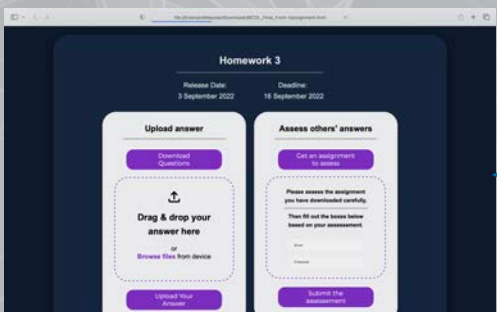 Homework 3
Release Date:
3 September 2022
Deadline:
16 September 2022
Upload answer
Download
Questions
Drag & drop your
answer here
or
Browse files from device
Upload Your
Answer
Assess others' answers
Get an assignment
to assess
Please assess the assignment
you have downloaded carefully.
Then fill out the boxes below
based on your assessement.
Submit the
assessment